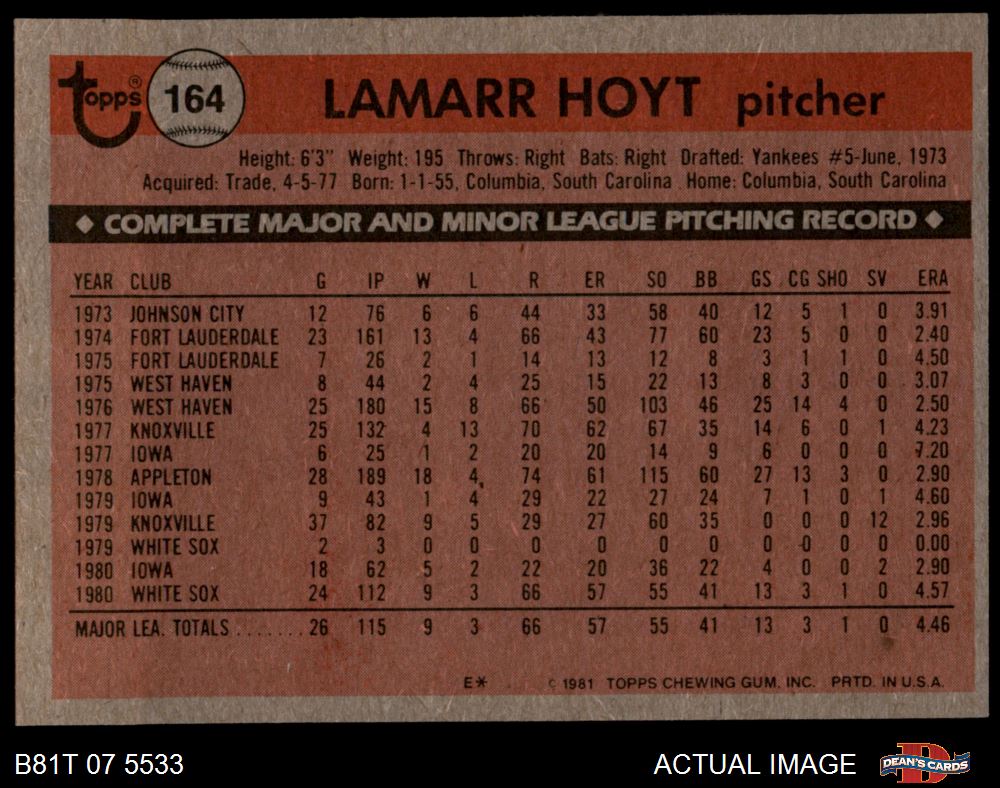 topps® 164 LAMARR HOYT pitcher
Height: 6'3" Weight: 195 Throws: Right Bats: Right Drafted: Yankees #5-June, 1973
Acquired: Trade, 4-5-77 Born: 1-1-55, Columbia, South Carolina Home: Columbia, South Carolina
◆ COMPLETE MAJOR AND MINOR LEAGUE PITCHING RECORD ◆
YEAR CLUB G IP W L R ER SO BB GS CG SHO SV ERA
1973 JOHNSON CITY 12 76 6 6 44 33 58 40 12 5 1 0 3.91
1974 FORT LAUDERDALE 23 161 13 4 66 43 77 60 23 5 0 0 2.40
1975 FORT LAUDERDALE 7 26 2 1 14 13 12 8 3 1 1 0 4.50
1975 WEST HAVEN 8 44 2 4 25 15 22 13 8 3 0 0 3.07
1976 WEST HAVEN 25 180 15 8 66 50 103 46 25 14 4 0 2.50
1977 KNOXVILLE 25 132 4 13 70 62 67 35 14 6 0 1 4.23
1977 IOWA 6 25 1 2 20 20 14 9 6 0 0 0 7.20
1978 APPLETON 28 189 18 4 74 61 115 60 27 13 3 0 2.90
1979 IOWA 9 43 1 4 29 22 27 24 7 1 0 1 4.60
1979 KNOXVILLE 37 82 9 5 29 27 60 35 0 0 0 12 2.96
1979 WHITE SOX 2 3 0 0 0 0 0 0 0 0 0 0 0.00
1980 IOWA 18 62 5 2 22 20 36 22 4 0 0 2 2.90
1980 WHITE SOX 24 112 9 3 66 57 55 41 13 3 1 0 4.57
MAJOR LEA. TOTALS ....... 26 115 9 3 66 57 55 41 13 3 1 0 4.46
E* © 1981 TOPPS CHEWING GUM, INC. PRTD. IN U.S.A.
B81T 07 5533 ACTUAL IMAGE D DEAN'S CARDS